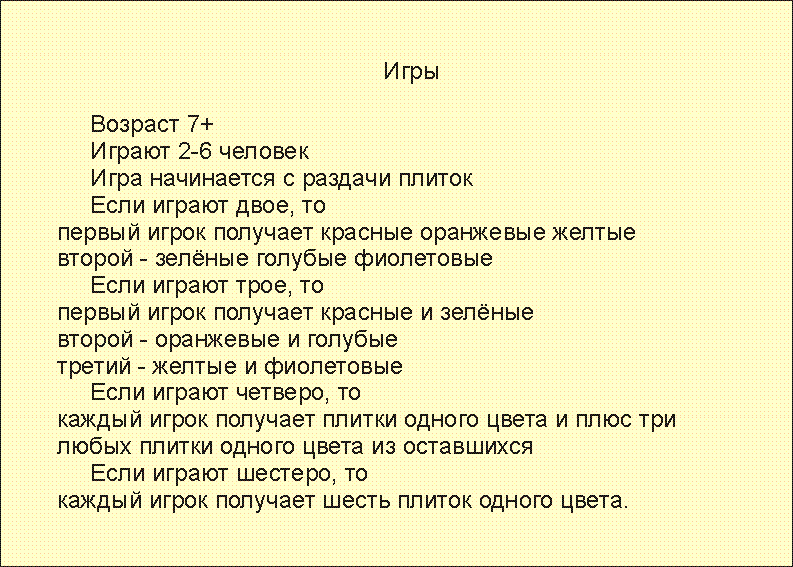 Игры
Возраст 7+
Играют 2-6 человек
Игра начинается с раздачи плиток
Если играют двое, то
первый игрок получает красные оранжевые желтые
второй - зелёные голубые фиолетовые
Если играют трое, то
первый игрок получает красные и зелёные
второй - оранжевые и голубые
третий - желтые и фиолетовые
Если играют четверо, то
каждый игрок получает плитки одного цвета и плюс три
любых плитки одного цвета из оставшихся
Если играют шестеро, то
каждый игрок получает шесть плиток одного цвета.